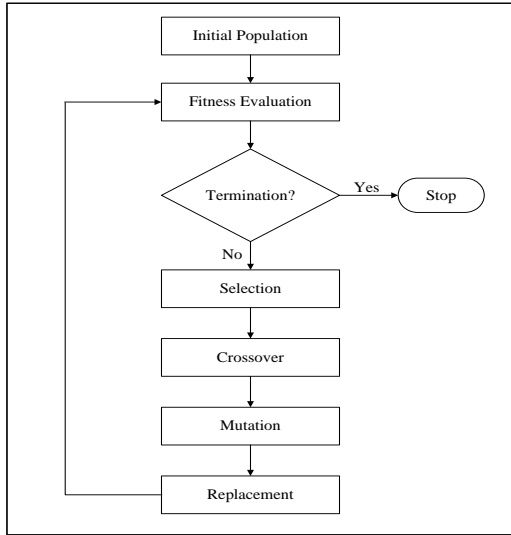 Initial Population
Fitness Evaluation
Termination?
Yes
Stop
No
Selection
Crossover
Mutation
Replacement